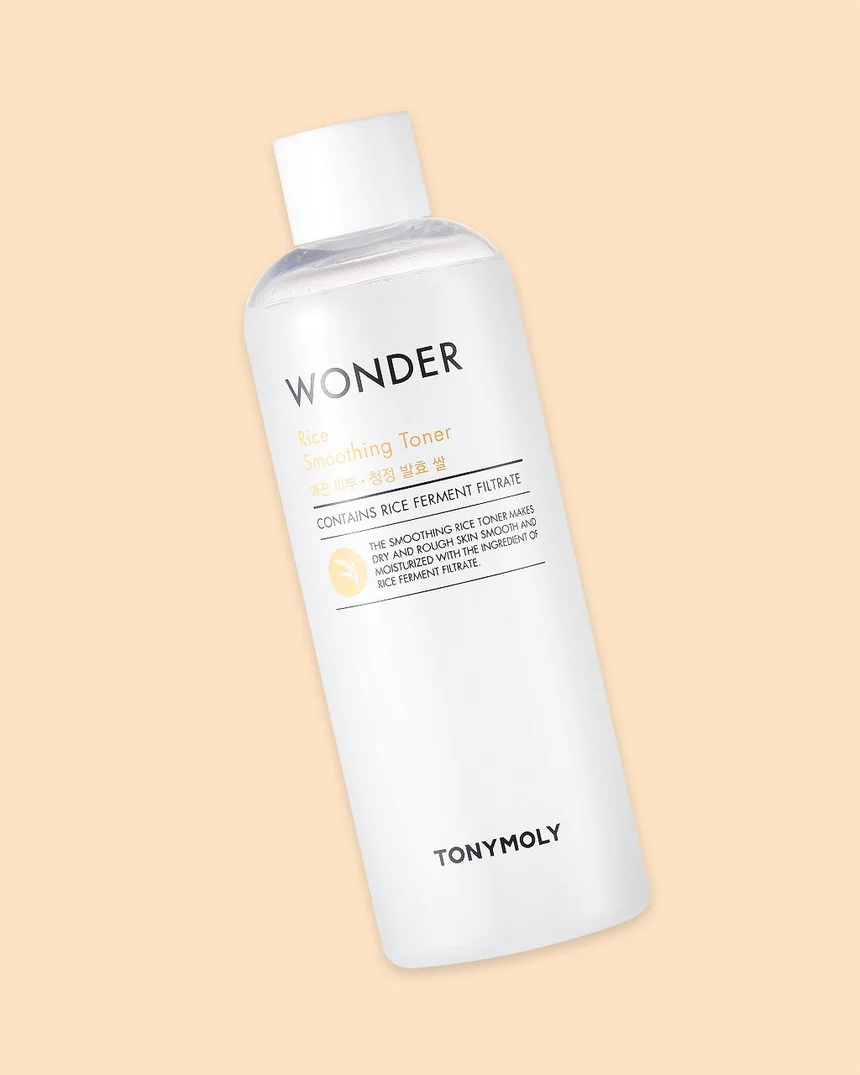 WONDER
Rice
Smoothing Toner
매끈 피부 · 청정 발효 쌀
CONTAINS RICE FERMENT FILTRATE
THE SMOOTHING RICE TONER MAKES
DRY AND ROUGH SKIN SMOOTH AND
MOISTURIZED WITH THE INGREDIENT OF
RICE FERMENT FILTRATE.
TONYMOLY